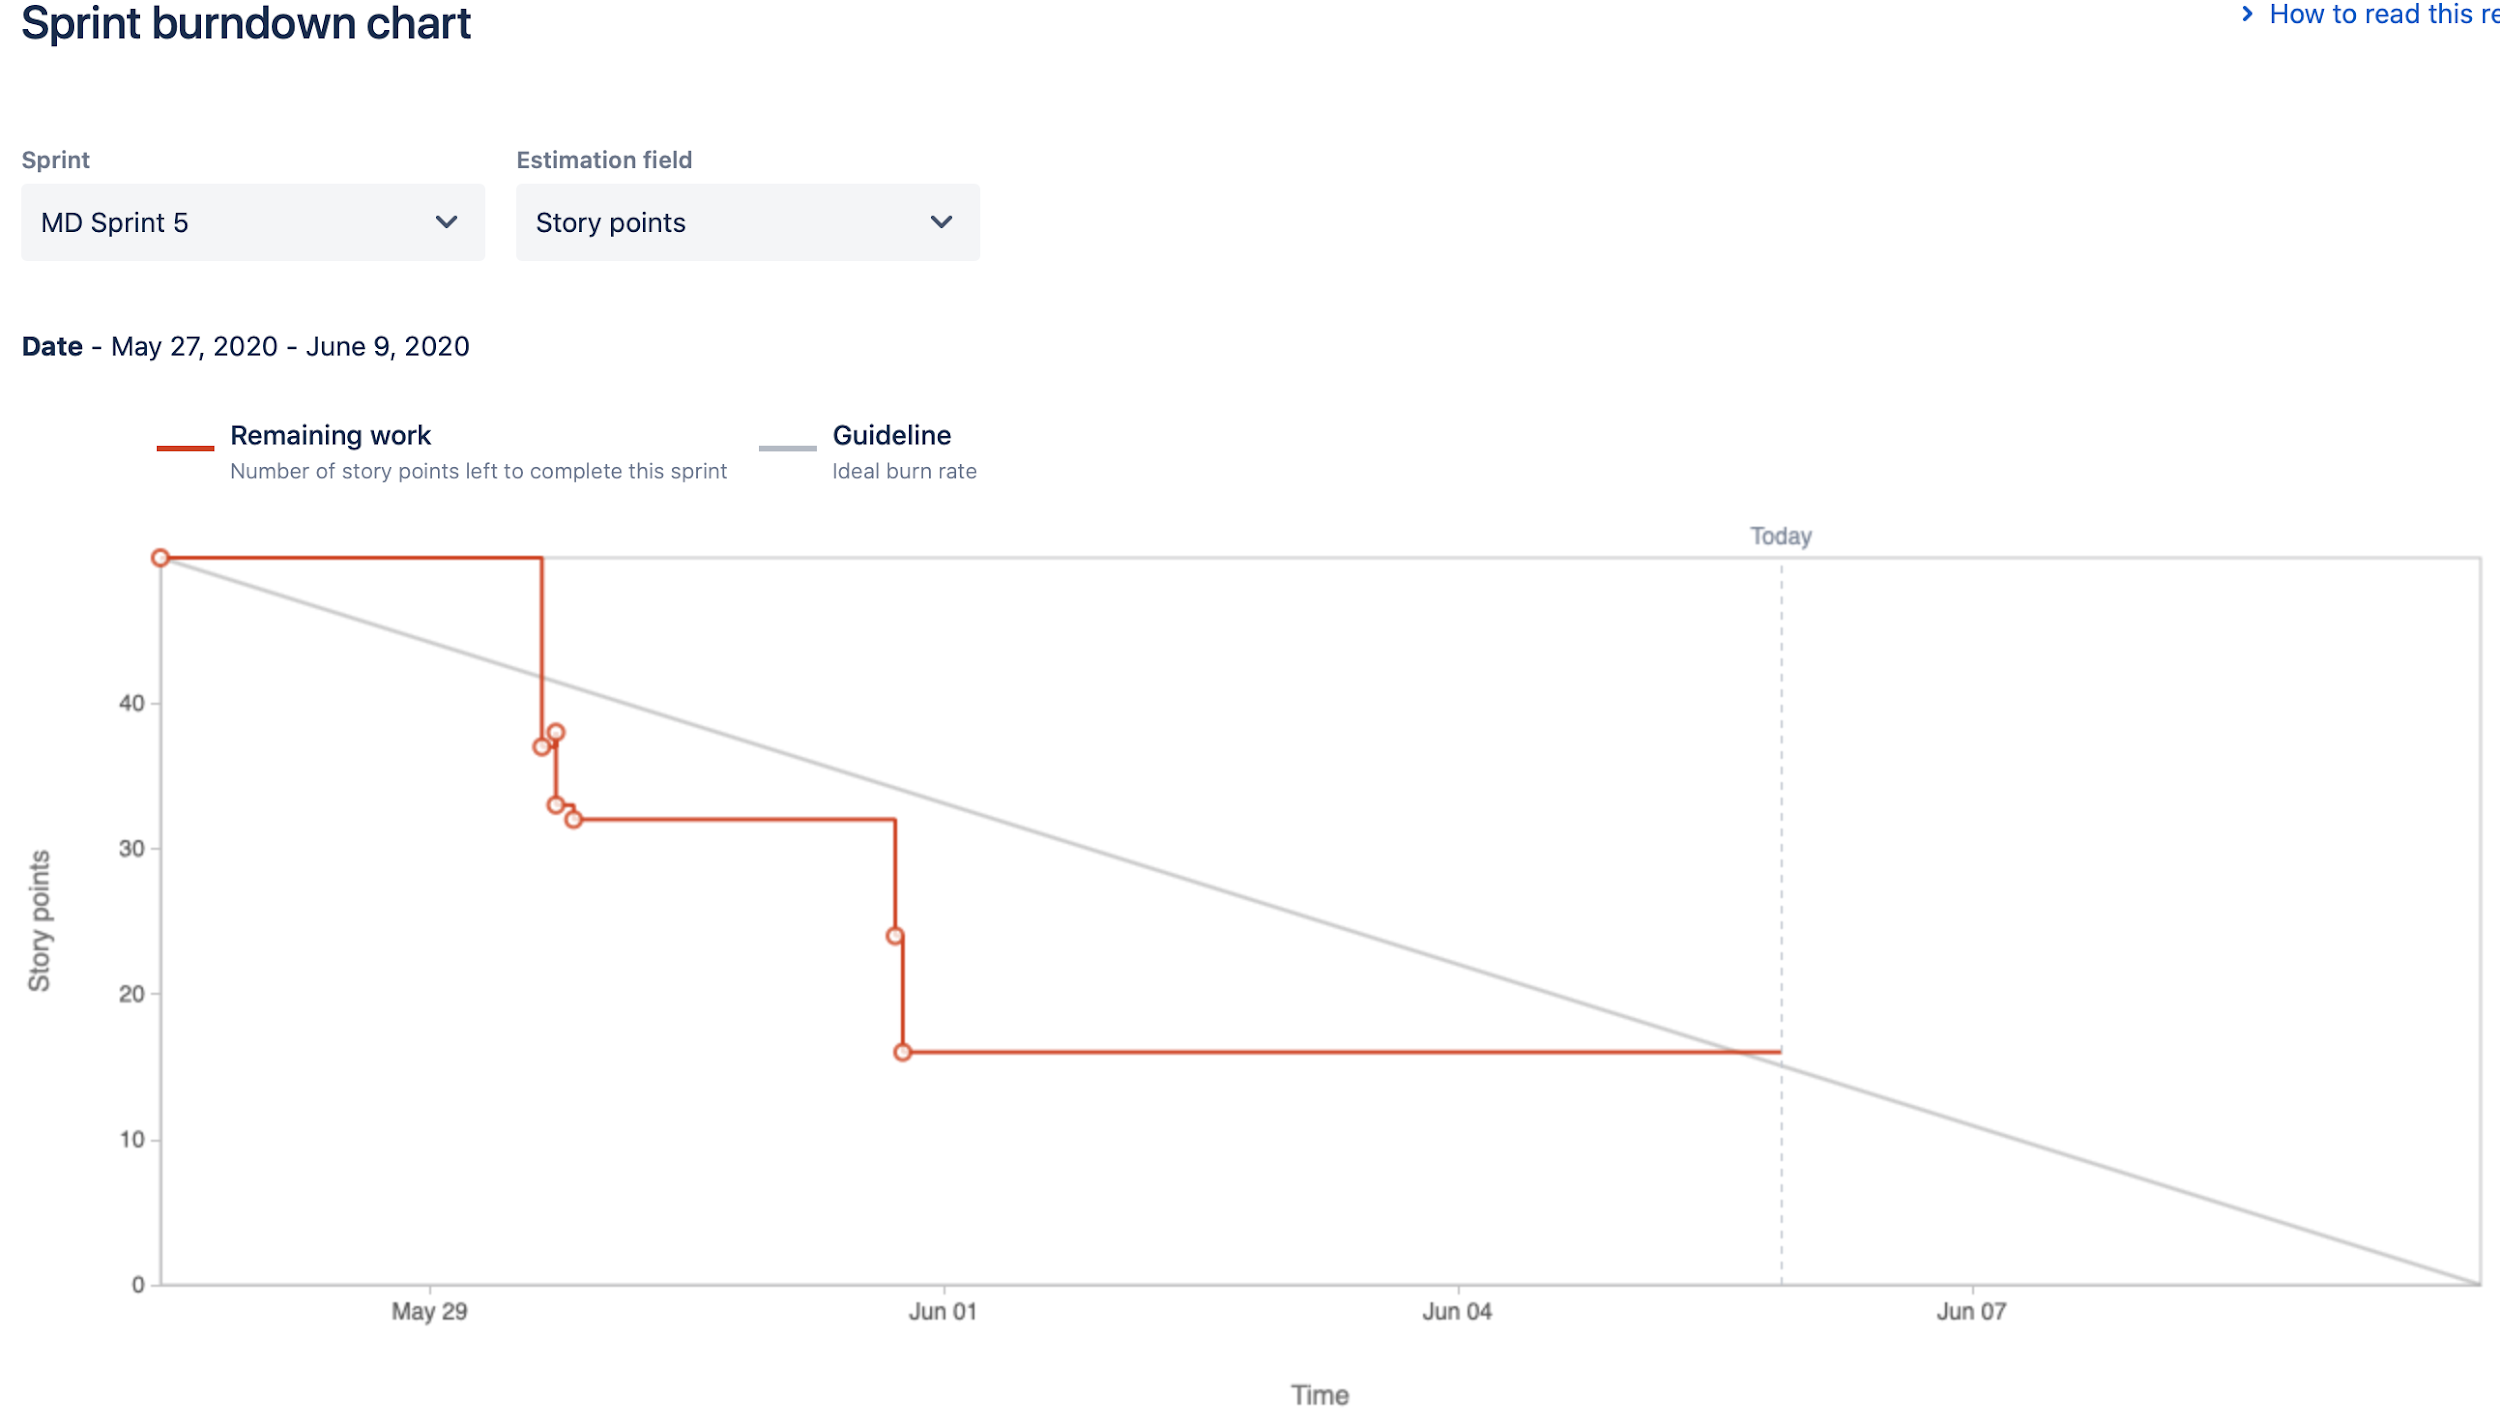 Sprint burndown chart
How to read this re
Sprint
Estimation field
MD Sprint 5
Story points
Date - May 27, 2020 - June 9, 2020
Remaining work
Number of story points left to complete this sprint
Guideline
Ideal burn rate
Today
Story points
40
30
20
10
0
May 29
Jun 01
Jun 04
Jun 07
Time